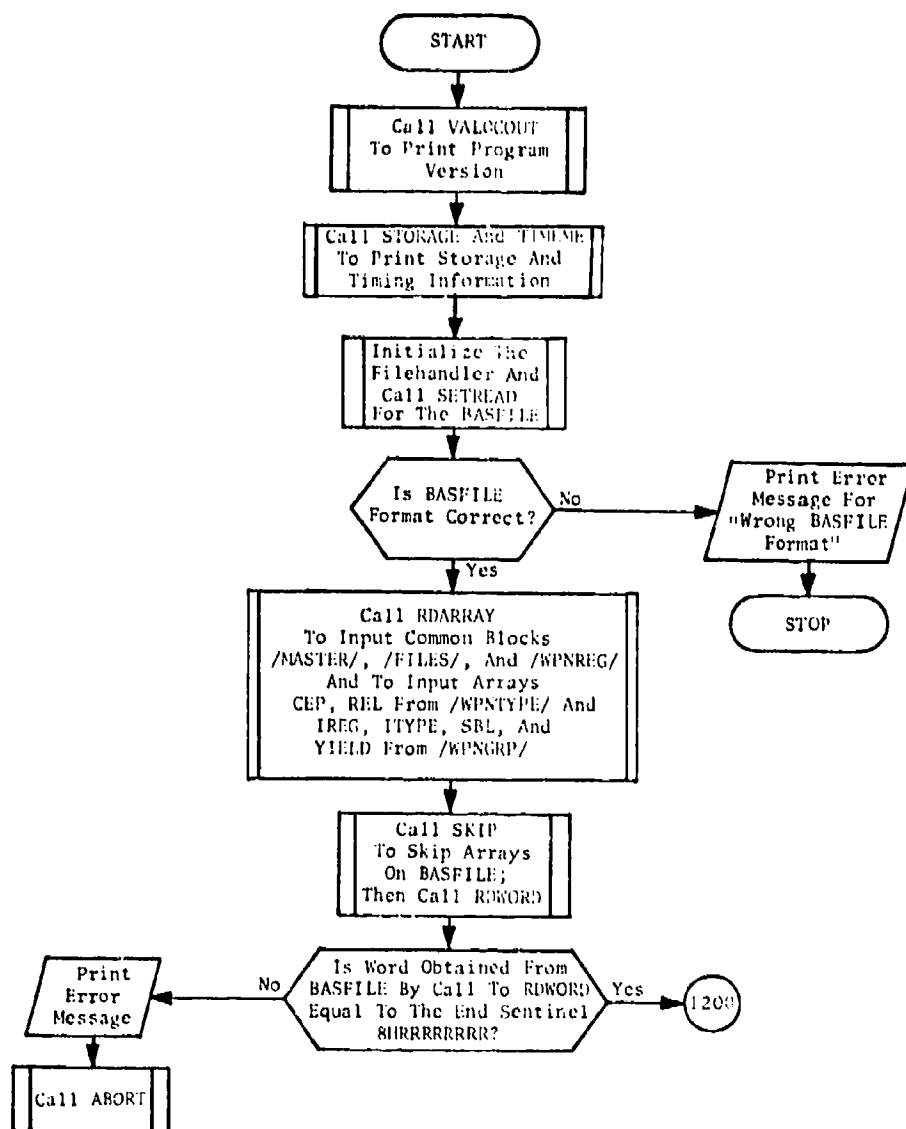 START
Call VALOCOUT
To Print Program
Version
Call STORAGE And TIMEME
To Print Storage And
Timing Information
Initialize The
Filehandler And
Call SETREAD
For The BASFILE
Is BASFILE
Format Correct?
No
Print Error
Message For
"Wrong BASFILE
Format"
STOP
Yes
Call RDARRAY
To Input Common Blocks
/MASTER/, /FILES/, And /WPNREG/
And To Input Arrays
CEP, REL From /WPNTYPE/ And
IREG, ITYPE, SBL, And
YIELD From /WPNGRP/
Call SKIP
To Skip Arrays
On BASFILE;
Then Call RDWORD
Is Word Obtained From
BASFILE By Call To RDWORD
Equal To The End Sentinel
8HRRRRRRRR?
Yes
1200
No
Print
Error
Message
Call ABORT